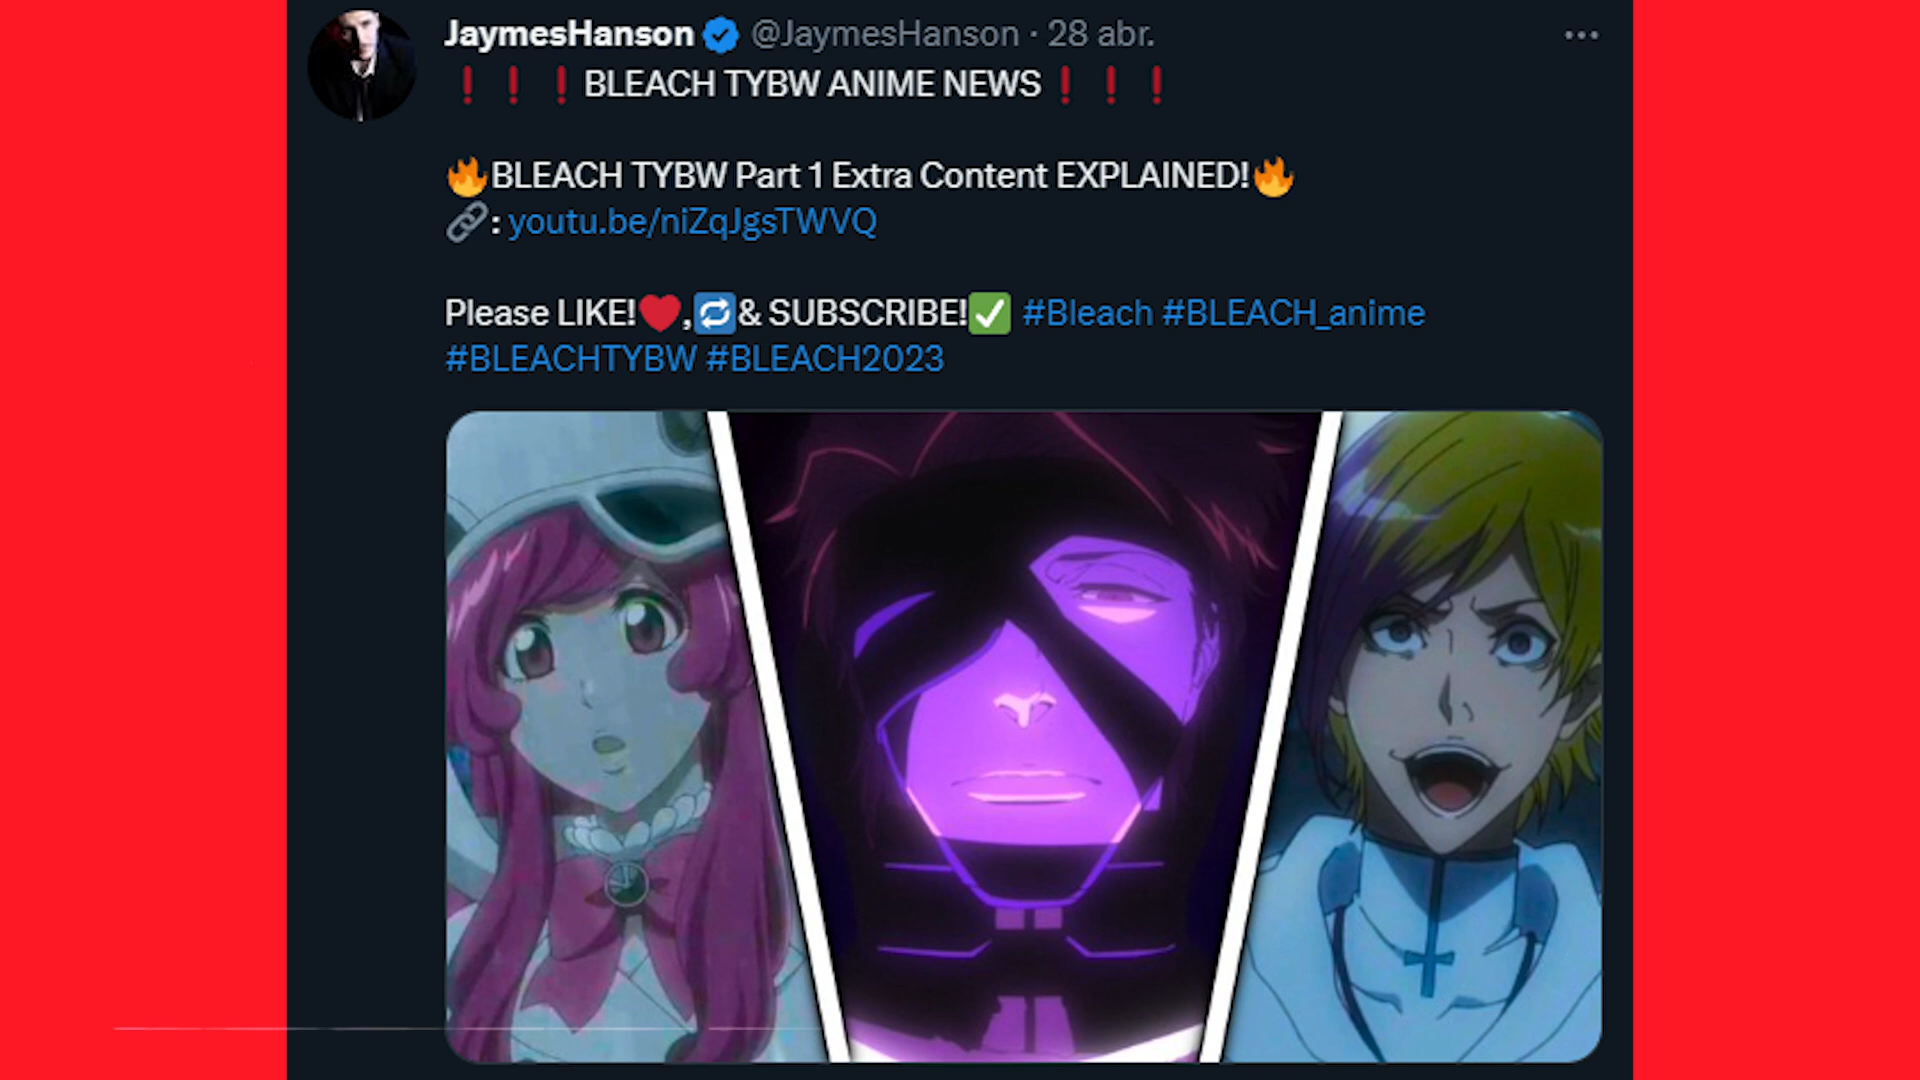 JaymesHanson @JaymesHanson · 28 abr.
❗❗❗BLEACH TYBW ANIME NEWS❗❗❗
🔥BLEACH TYBW Part 1 Extra Content EXPLAINED!🔥
🔗: youtu.be/niZqJgsTWVQ
Please LIKE!❤️,🔁& SUBSCRIBE!✅ #Bleach #BLEACH_anime
#BLEACHTYBW #BLEACH2023